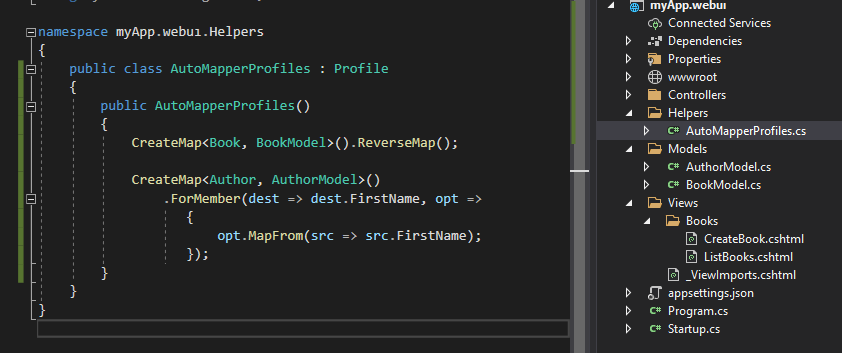 namespace myApp.webui.Helpers
{
public class AutoMapperProfiles : Profile
{
public AutoMapperProfiles()
{
CreateMap<Book, BookModel>().ReverseMap();
CreateMap<Author, AuthorModel>()
.ForMember(dest => dest.FirstName, opt =>
{
opt.MapFrom(src => src.FirstName);
});
}
}
}
myApp.webui
Connected Services
Dependencies
Properties
wwwroot
Controllers
Helpers
C# AutoMapperProfiles.cs
Models
C# AuthorModel.cs
C# BookModel.cs
Views
Books
CreateBook.cshtml
ListBooks.cshtml
_ViewImports.cshtml
appsettings.json
C# Program.cs
C# Startup.cs